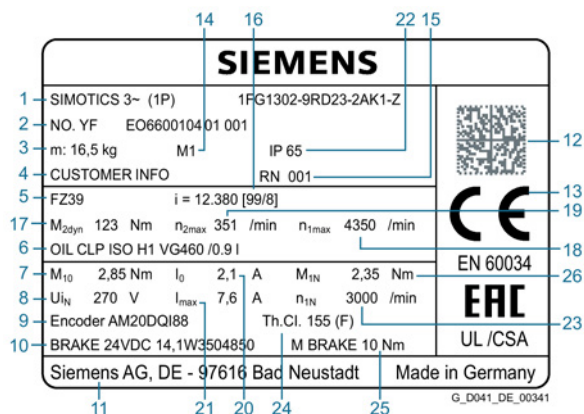 14 16 22 15
SIEMENS
1 SIMOTICS 3~ (1P) 1FG1302-9RD23-2AK1-Z
2 NO. YF EO6600104 01 001
3 m: 16,5 kg M1 IP 65 12
4 CUSTOMER INFO RN 001
5 FZ39 i = 12.380 [99/8] 13
CE
19
17 M2dyn 123 Nm n2max 351 /min n1max 4350 /min
18
6 OIL CLP ISO H1 VG460 /0.9 l
EN 60034
7 M10 2,85 Nm I0 2,1 A M1N 2,35 Nm 26
8 UiN 270 V Imax 7,6 A n1N 3000 /min EAC
23
9 Encoder AM20DQI88 Th.Cl. 155 (F)
10 BRAKE 24VDC 14,1W3504850 M BRAKE 10 Nm UL /CSA
Siemens AG, DE - 97616 Bad Neustadt Made in Germany
11 21 20 24 25 G_D041_DE_00341